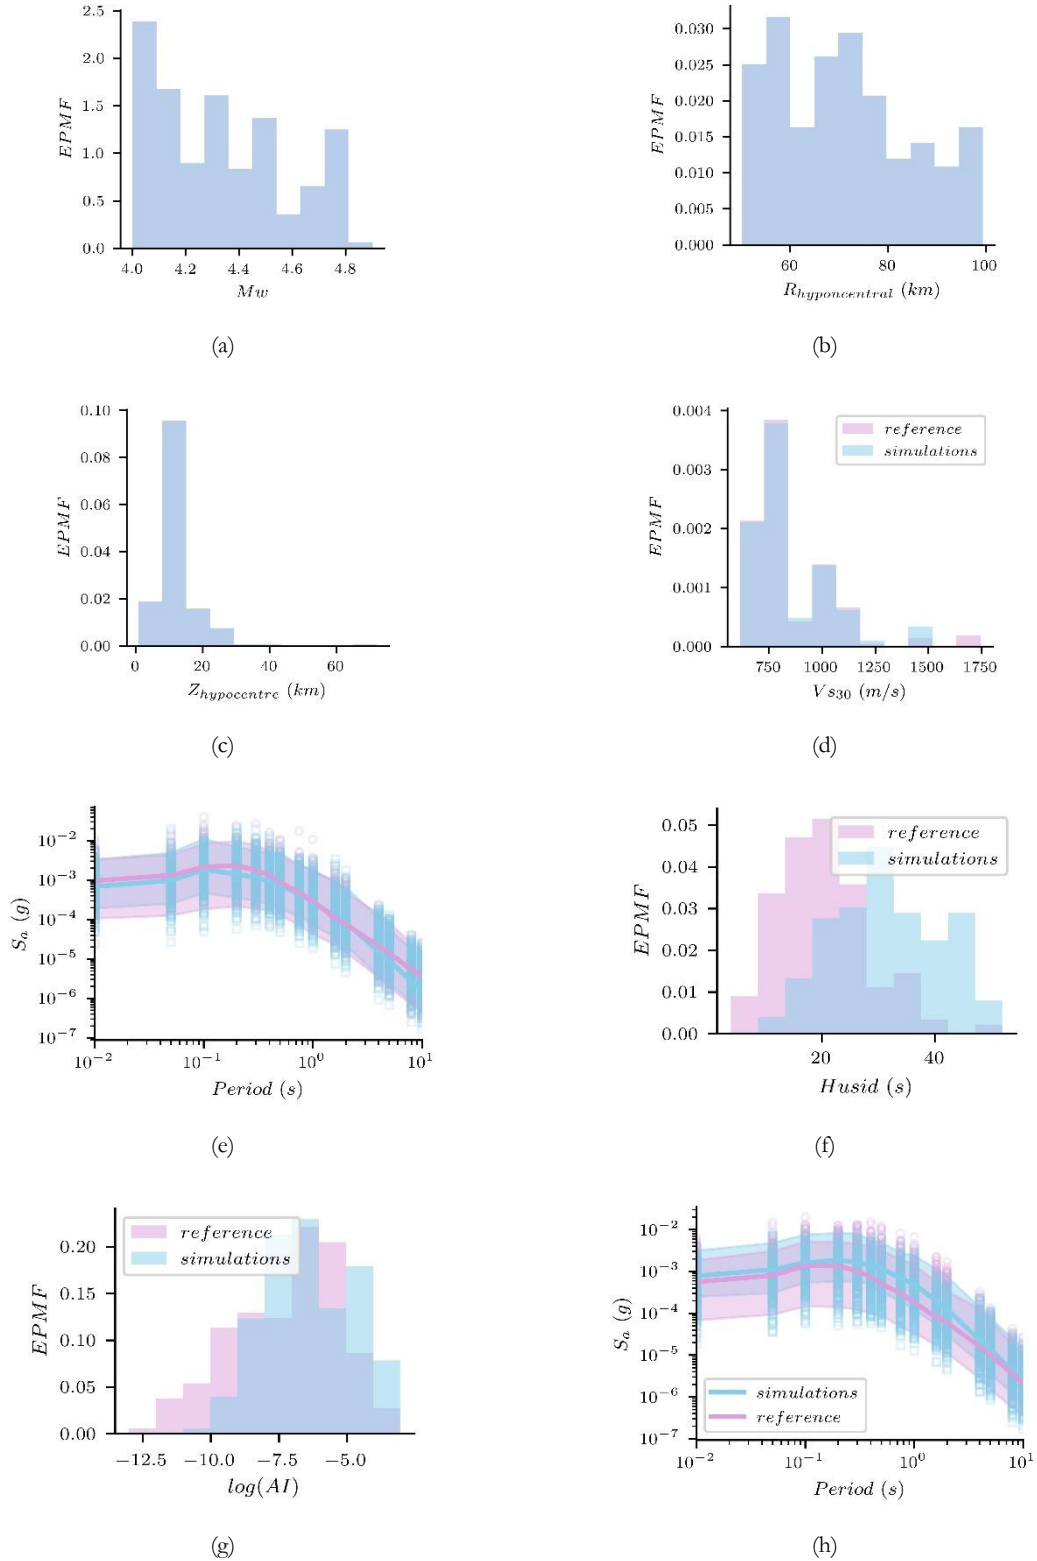 2.5
2.0
1.5
1.0
0.5
0.0
EPMF
4.0 4.2 4.4 4.6 4.8
Mw
(a)
0.030
0.025
0.020
0.015
0.010
0.005
0.000
EPMF
60 80 100
Rhyponcentral (km)
(b)
0.10
0.08
0.06
0.04
0.02
0.00
EPMF
0 20 40 60
Zhypocentre (km)
(c)
0.004
0.003
0.002
0.001
0.000
EPMF
reference
simulations
750 1000 1250 1500 1750
Vs30 (m/s)
(d)
10−2
10−3
10−4
10−5
10−6
10−7
Sa (g)
10−2 10−1 100 101
Period (s)
(e)
0.05
0.04
0.03
0.02
0.01
0.00
EPMF
reference
simulations
20 40
Husid (s)
(f)
0.20
0.15
0.10
0.05
0.00
EPMF
reference
simulations
−12.5 −10.0 −7.5 −5.0
log(AI)
(g)
10−2
10−3
10−4
10−5
10−6
10−7
Sa (g)
simulations
reference
10−2 10−1 100 101
Period (s)
(h)